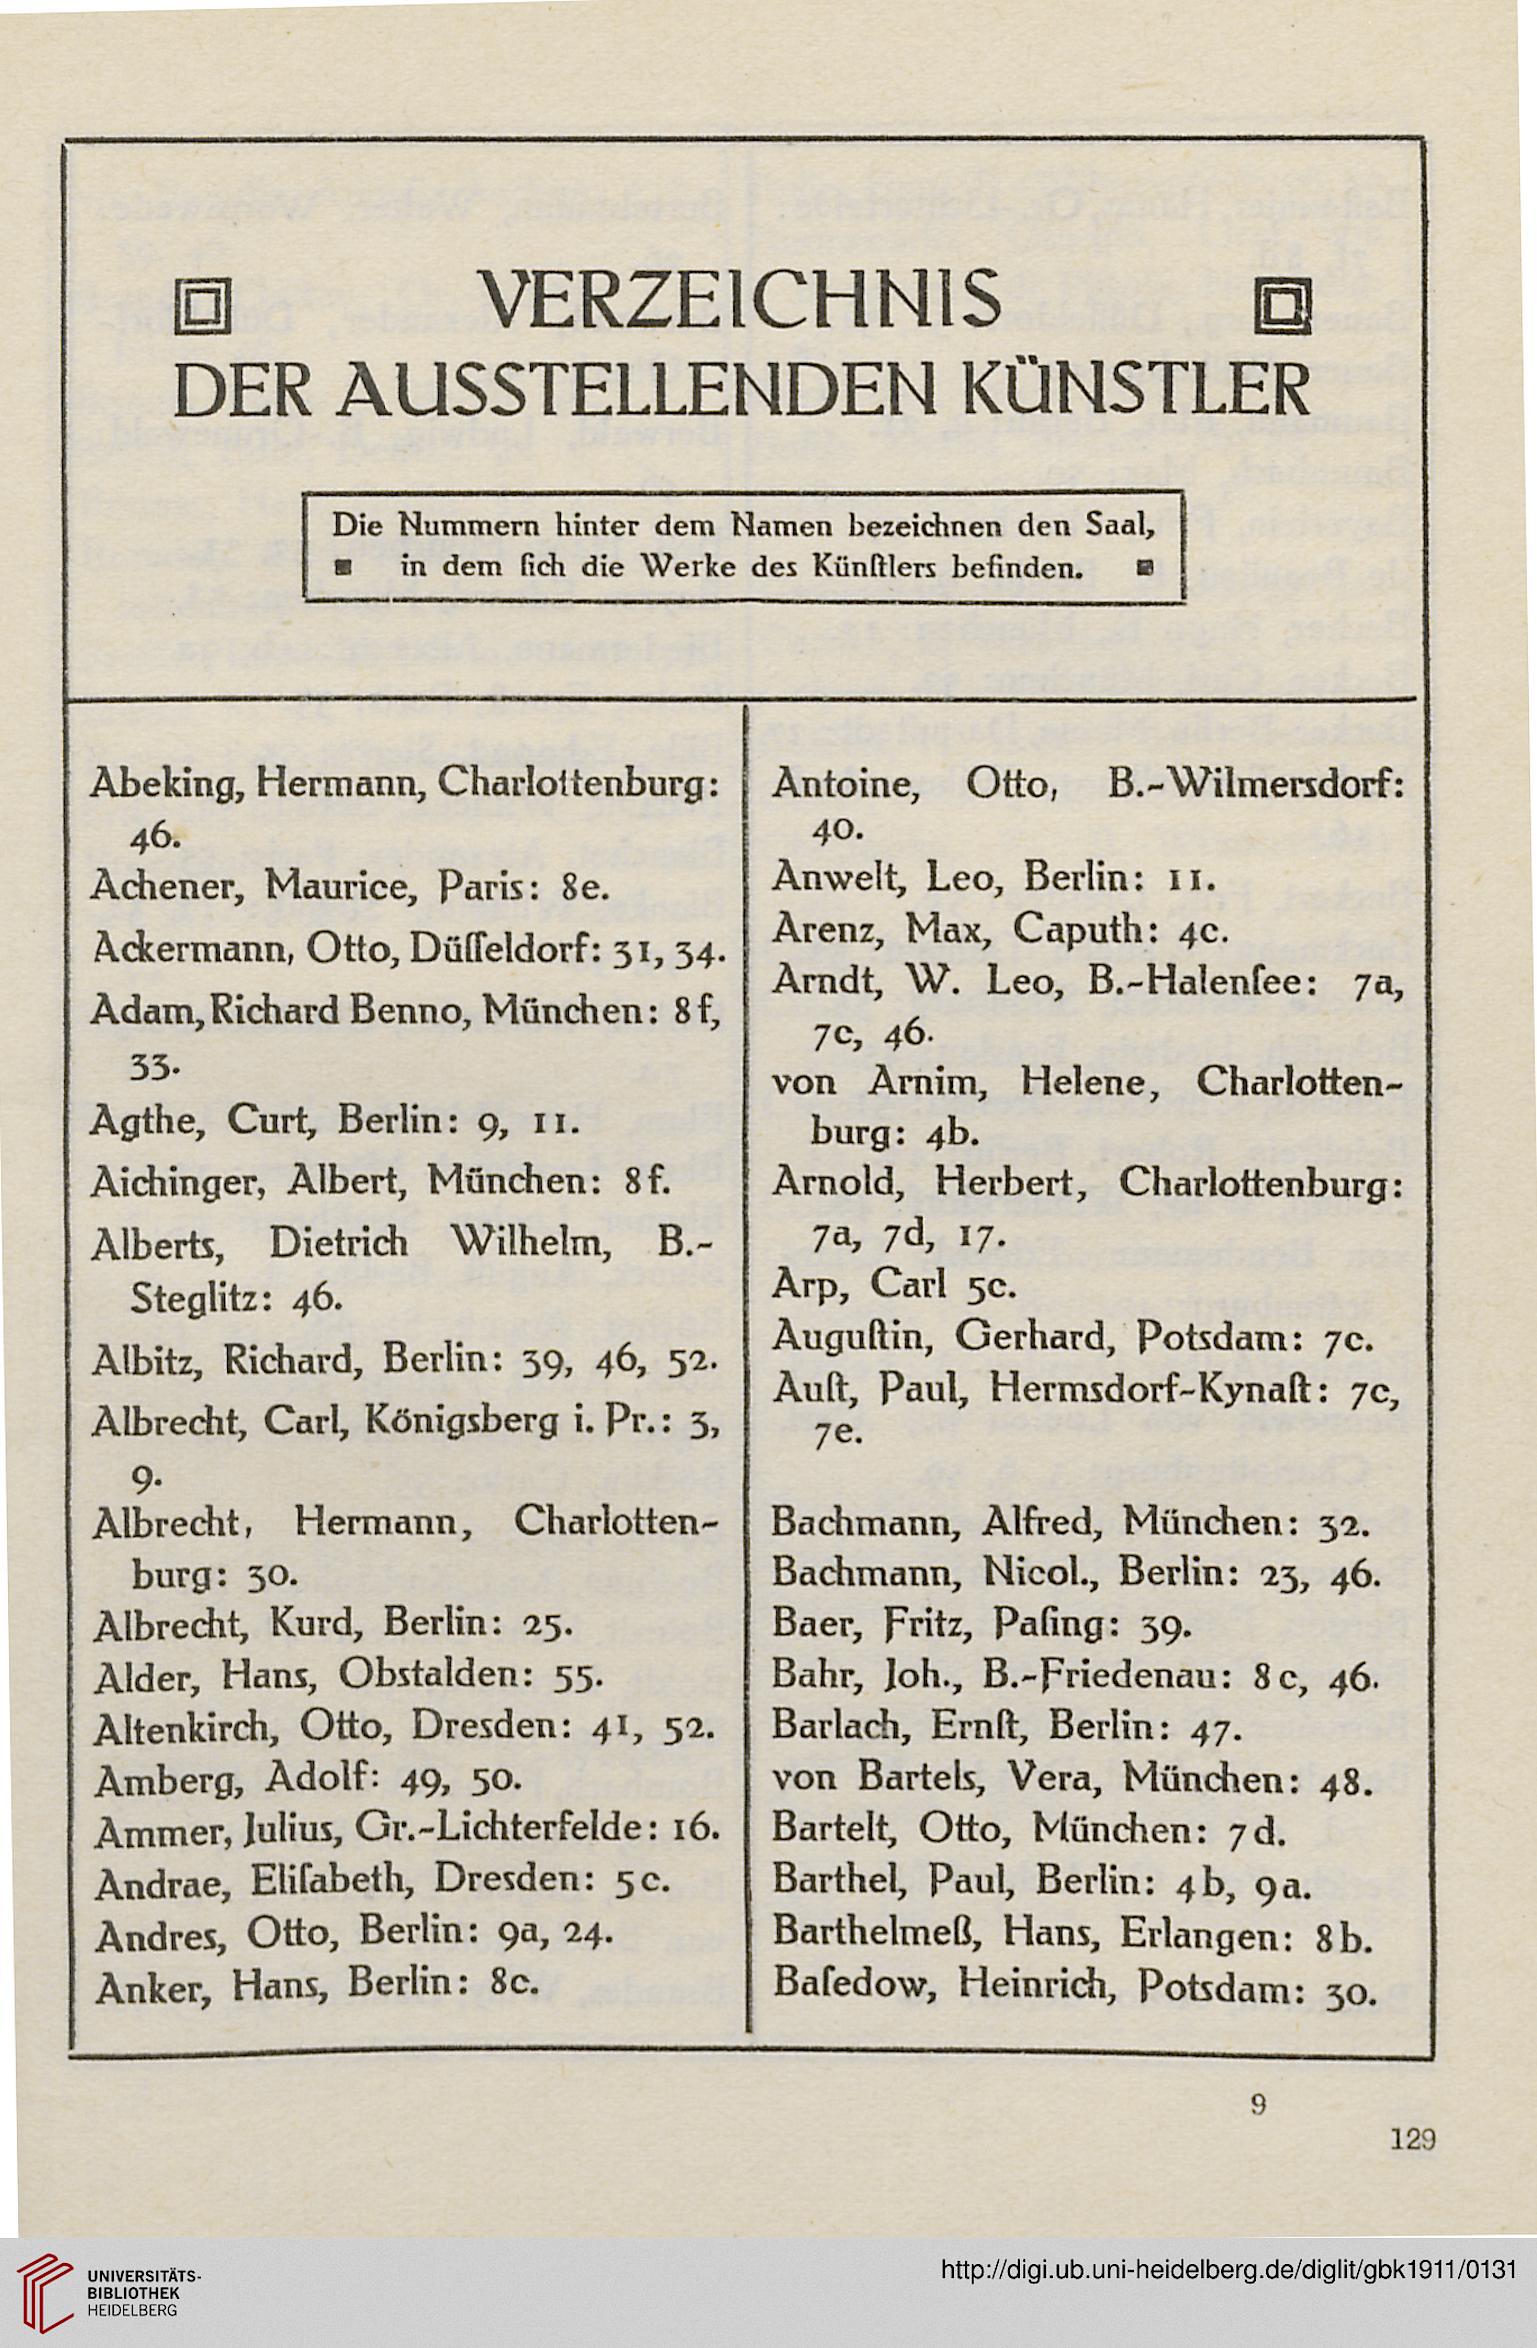 VERZEICHNIS
DER AUSSTELLENDEN KÜNSTLER
Die Nummern hinter dem Namen bezeichnen den Saal,
in dem ſich die Werke des Künſtlers befinden.
Abeking, Hermann, Charlottenburg:
46.
Achener, Maurice, Paris: 8e.
Ackermann, Otto, Düſſeldorf: 31, 34.
Adam, Richard Benno, München: 8f,
33.
Agthe, Curt, Berlin: 9, 11.
Aichinger, Albert, München: 8f.
Alberts, Dietrich Wilhelm, B.-
Steglitz: 46.
Albitz, Richard, Berlin: 39, 46, 52.
Albrecht, Carl, Königsberg i. Pr.: 3,
9.
Albrecht, Hermann, Charlotten-
burg: 30.
Albrecht, Kurd, Berlin: 25.
Alder, Hans, Obstalden: 55.
Altenkirch, Otto, Dresden: 41, 52.
Amberg, Adolf: 49, 50.
Ammer, Julius, Gr.-Lichterfelde: 16.
Andrae, Eliſabeth, Dresden: 5c.
Andres, Otto, Berlin: 9a, 24.
Anker, Hans, Berlin: 8c.
Antoine, Otto, B.-Wilmersdorf:
40.
Anwelt, Leo, Berlin: 11.
Arenz, Max, Caputh: 4c.
Arndt, W. Leo, B.-Halenſee: 7a,
7c, 46.
von Arnim, Helene, Charlotten-
burg: 4b.
Arnold, Herbert, Charlottenburg:
7a, 7d, 17.
Arp, Carl 5c.
Auguſtin, Gerhard, Potsdam: 7c.
Auſt, Paul, Hermsdorf-Kynaſt: 7c,
7e.
Bachmann, Alfred, München: 32.
Bachmann, Nicol., Berlin: 23, 46.
Baer, Fritz, Paſing: 39.
Bahr, Joh., B.-Friedenau: 8c, 46.
Barlach, Ernſt, Berlin: 47.
von Bartels, Vera, München: 48.
Bartelt, Otto, München: 7d.
Barthel, Paul, Berlin: 4b, 9a.
Barthelmeß, Hans, Erlangen: 8b.
Baſedow, Heinrich, Potsdam: 30.
9
129
UNIVERSITÄTS-
BIBLIOTHEK
HEIDELBERG
http://digi.ub.uni-heidelberg.de/diglit/gbk1911/0131